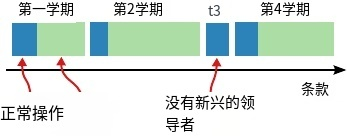 第一学期 第2学期 t3 第4学期
条款
正常操作
没有新兴的领
导者